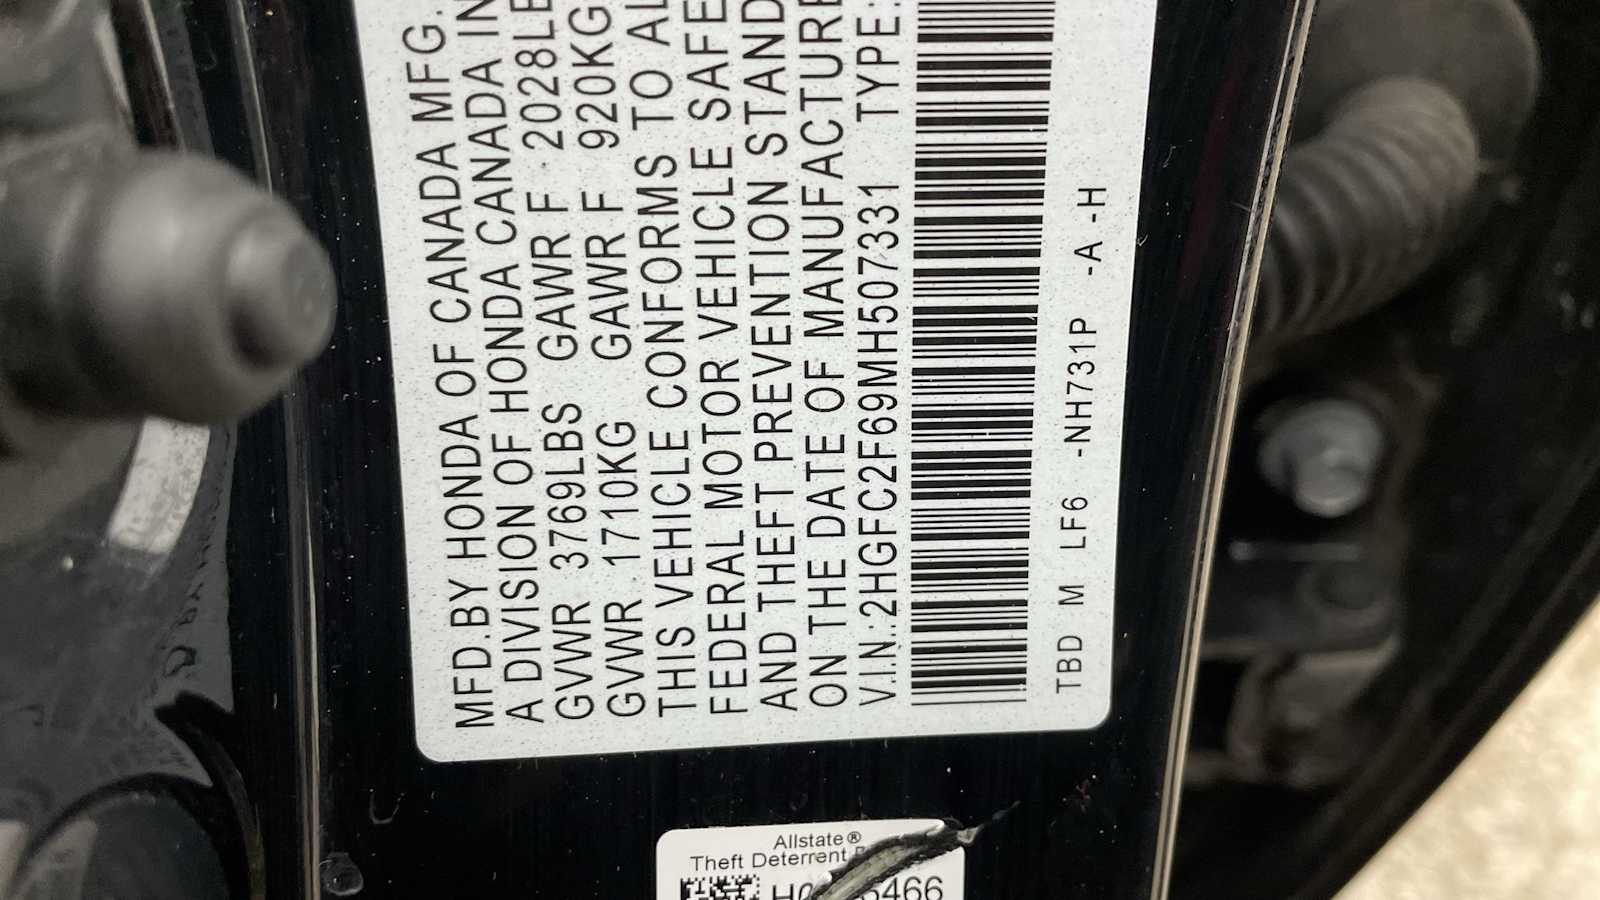 MFD.BY HONDA OF CANADA MFG.
A DIVISION OF HONDA CANADA IN
GVWR 3769LBS GAWR F 2028LB
GVWR 1710KG GAWR F 920KG
THIS VEHICLE CONFORMS TO AL
FEDERAL MOTOR VEHICLE SAFE
AND THEFT PREVENTION STAND
ON THE DATE OF MANUFACTURE
V.I.N.:2HGFC2F69MH507331 TYPE:
TBD M LF6 -NH731P -A -H
Allstate®
Theft Deterrent